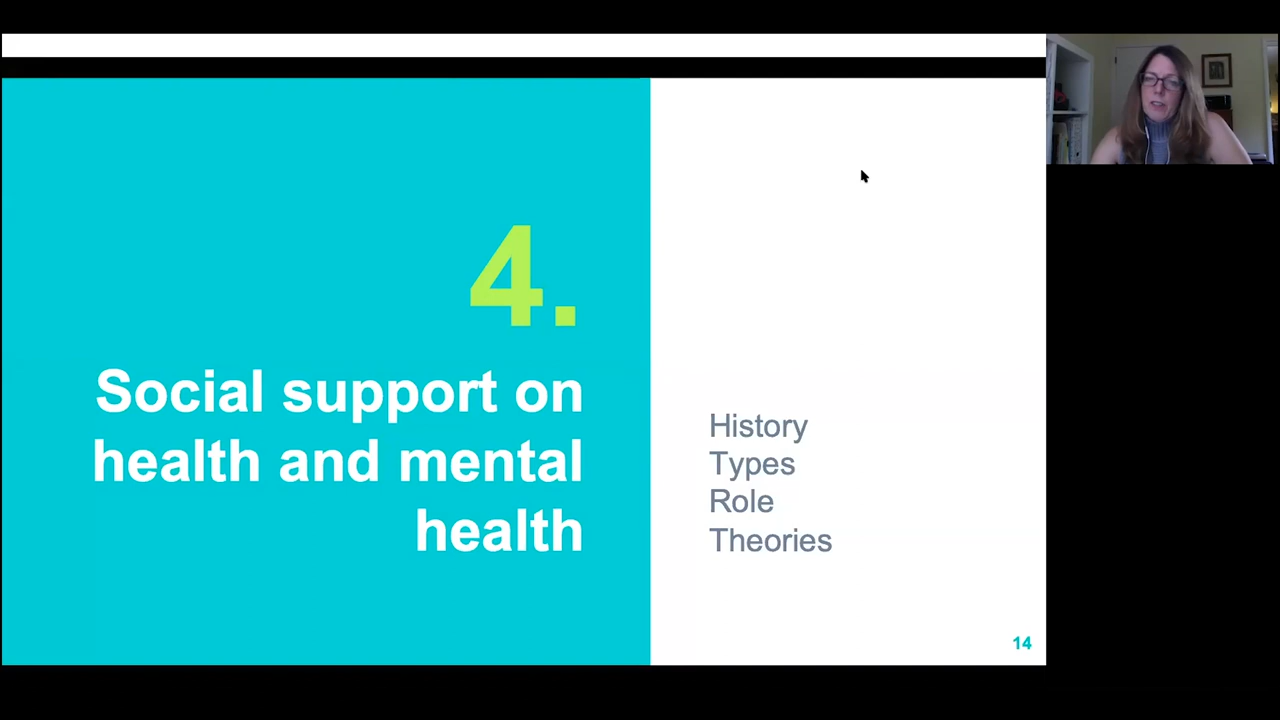 4.
Social support on
health and mental
health
History
Types
Role
Theories
14